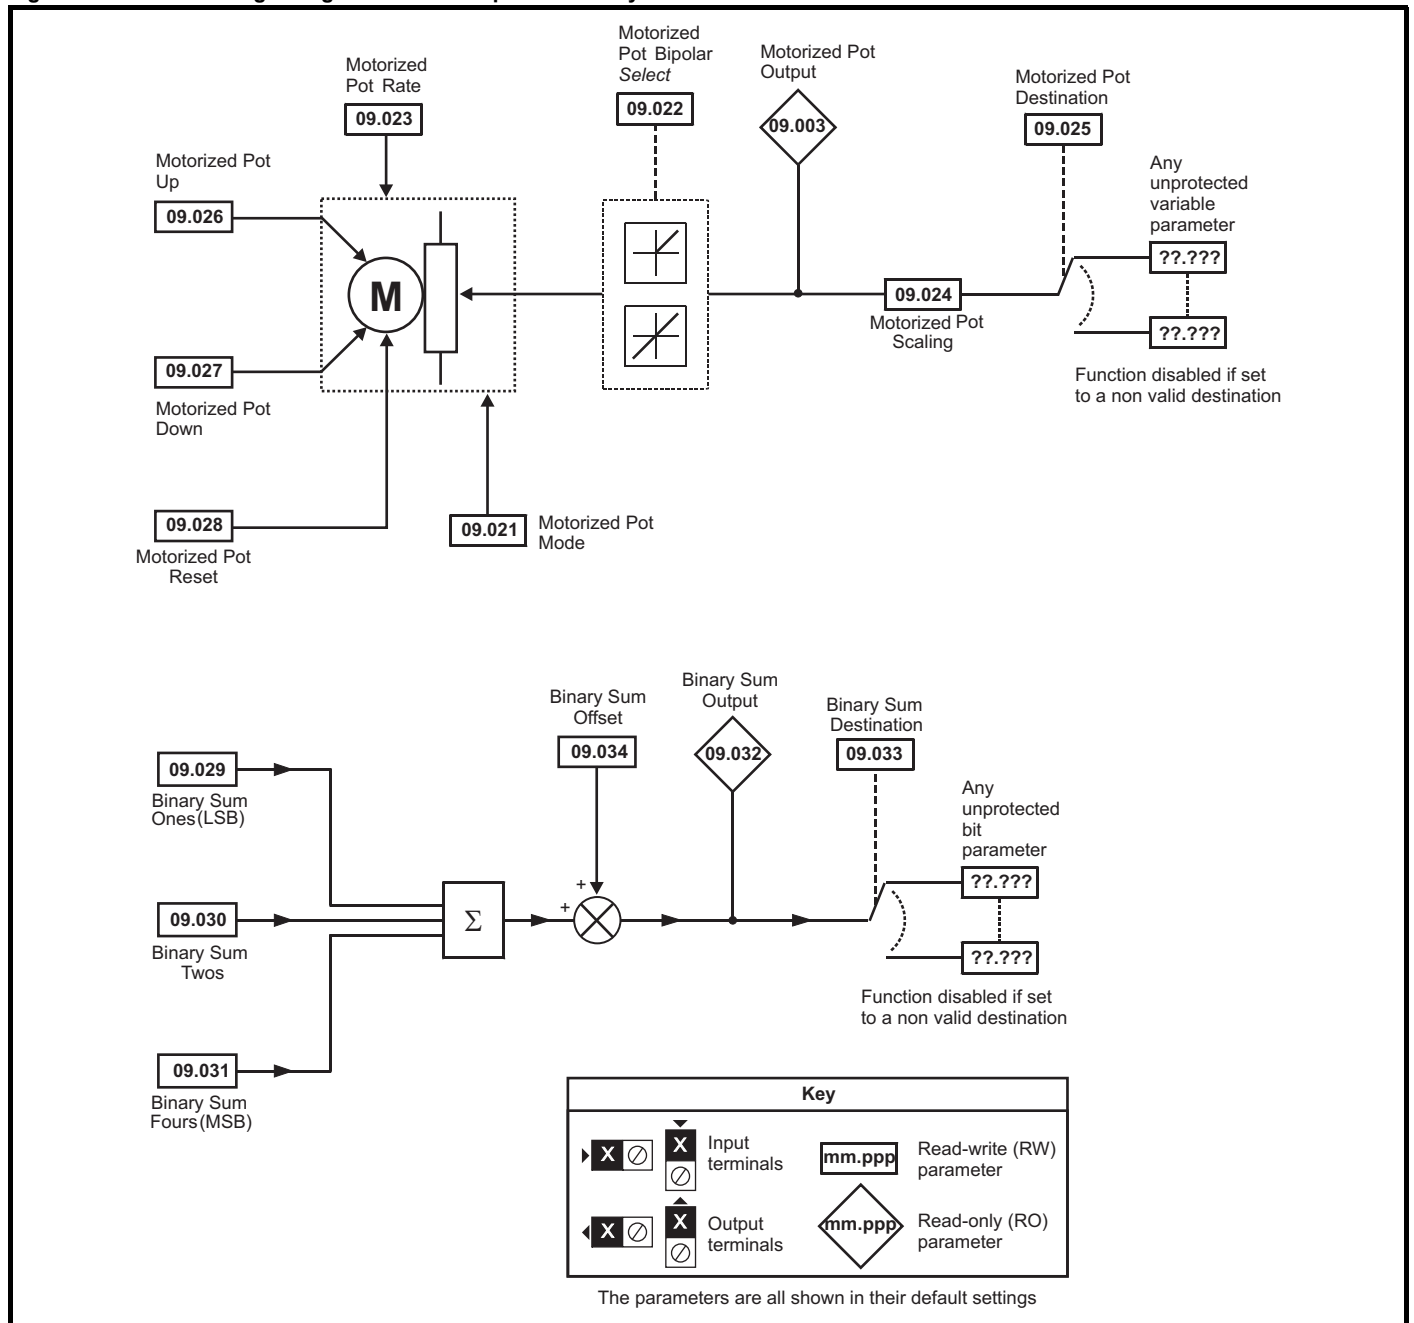 Motorized
Pot Rate
09.023
Motorized
Pot Bipolar
Select
09.022
Motorized Pot
Output
09.003
Motorized Pot
Destination
09.025
Any
unprotected
variable
parameter
??.???
??.???
Function disabled if set
to a non valid destination
Motorized Pot
Up
09.026
M
09.024
Motorized Pot
Scaling
09.027
Motorized Pot
Down
09.028
Motorized Pot
Reset
09.021
Motorized Pot
Mode
Binary Sum
Offset
09.034
Binary Sum
Output
09.032
Binary Sum
Destination
09.033
Any
unprotected
bit
parameter
??.???
??.???
Function disabled if set
to a non valid destination
09.029
Binary Sum
Ones(LSB)
09.030
Binary Sum
Twos
Σ
+
+
09.031
Binary Sum
Fours(MSB)
Key
X
X
Input
terminals
mm.ppp
Read-write (RW)
parameter
X
X
Output
terminals
mm.ppp
Read-only (RO)
parameter
The parameters are all shown in their default settings